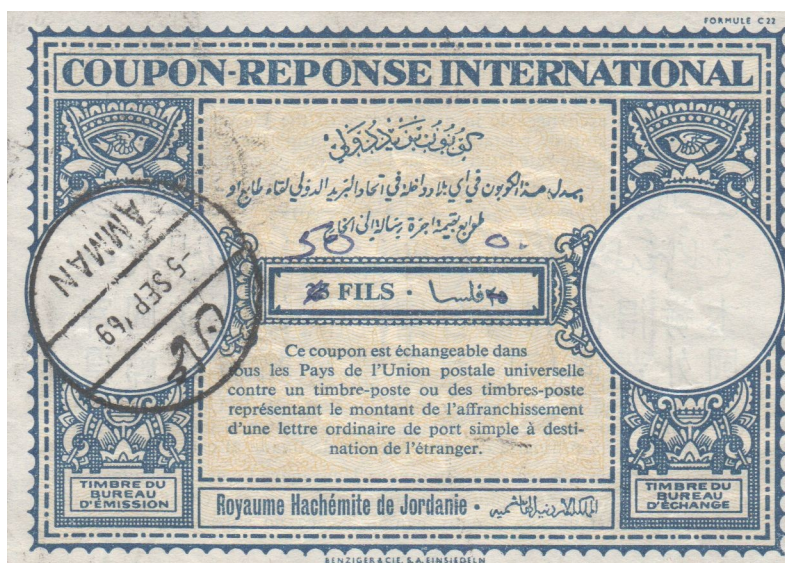 FORMULE C 22
COUPON-REPONSE INTERNATIONAL
كوبون بريد دولي
يبدل هذا الكوبون في أي بلاد داخلة في اتحاد البريد الدولي لقاء طابع او
طوابع بقيمة اجرة رسالة الى الخارج
50
FILS · فلسا
AMMAN
-5 SEP '69
Ce coupon est échangeable dans
tous les Pays de l'Union postale universelle
contre un timbre-poste ou des timbres-poste
représentant le montant de l'affranchissement
d'une lettre ordinaire de port simple à desti-
nation de l'étranger.
TIMBRE DU
BUREAU
D'ÉMISSION
Royaume Hachémite de Jordanie · المملكة الاردنية الهاشمية
TIMBRE DU
BUREAU
D'ÉCHANGE
BENZIGER & CIE. S.A. EINSIEDELN